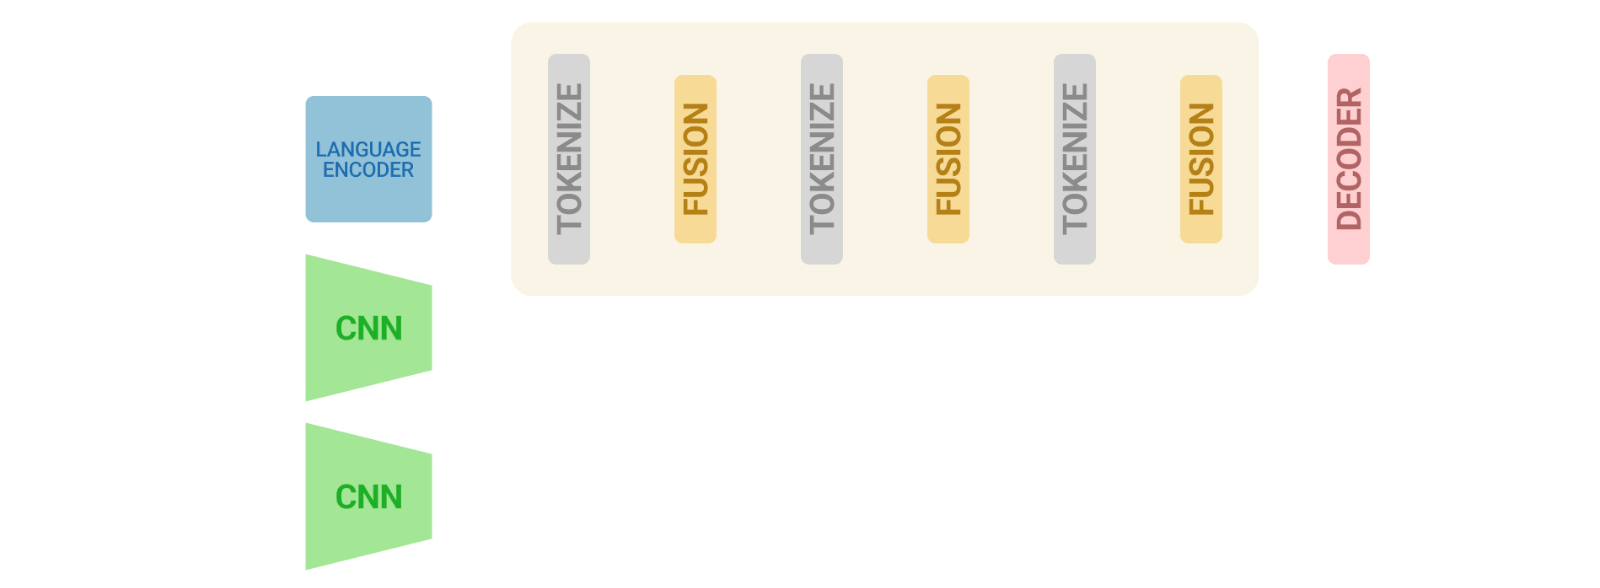 LANGUAGE
ENCODER
CNN
CNN
TOKENIZE
FUSION
TOKENIZE
FUSION
TOKENIZE
FUSION
DECODER